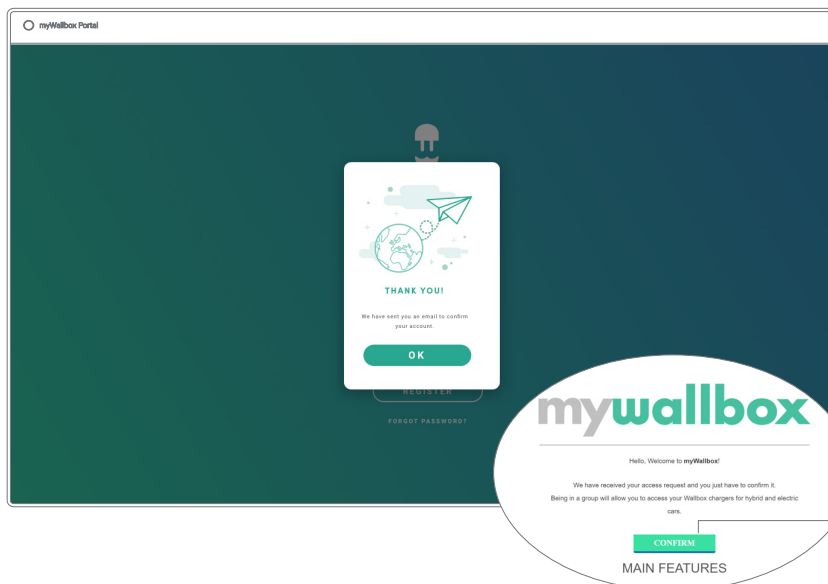 myWallbox Portal
THANK YOU!
We have sent you an email to confirm
your account.
OK
REGISTER
FORGOT PASSWORD?
mywallbox
Hello, Welcome to myWallbox!
We have received your access request and you just have to confirm it.
Being in a group will allow you to access your Wallbox chargers for hybrid and electric
cars.
CONFIRM
MAIN FEATURES